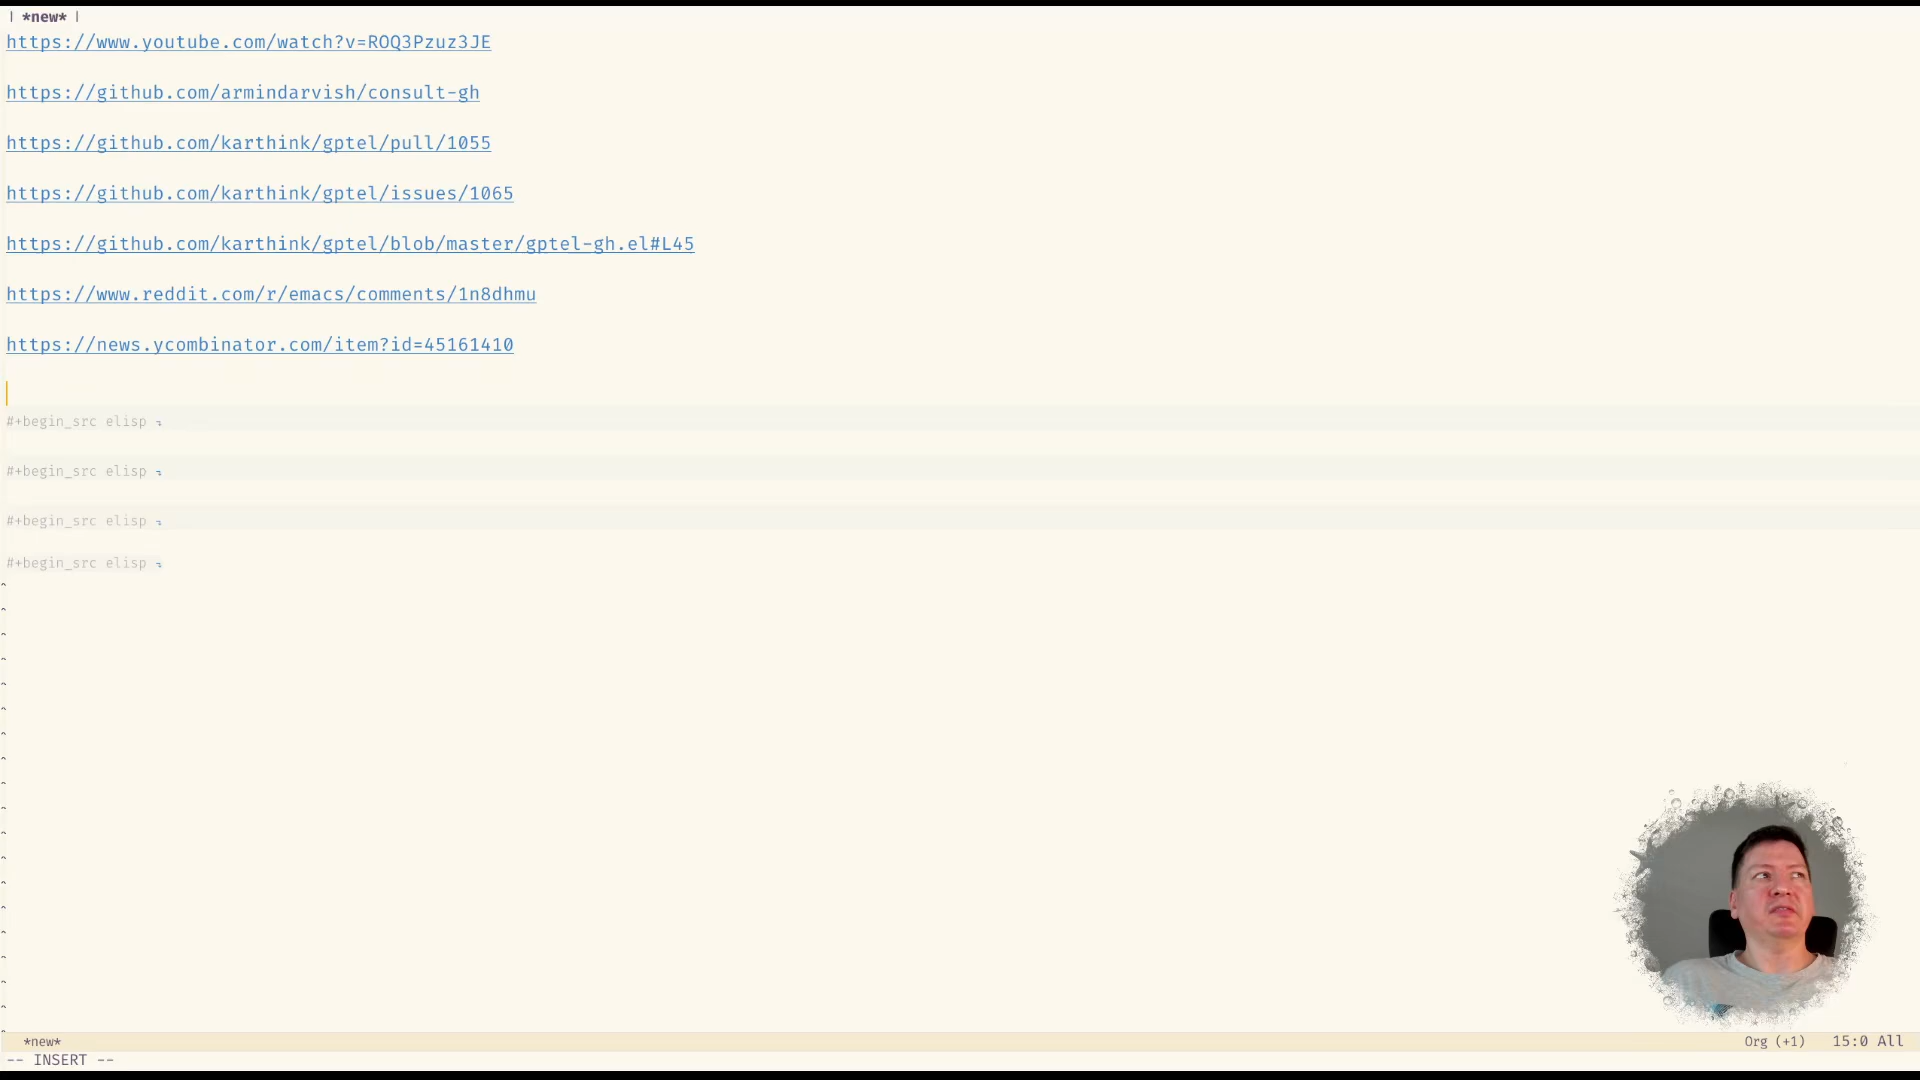 | *new* |
https://www.youtube.com/watch?v=ROQ3Pzuz3JE
https://github.com/armindarvish/consult-gh
https://github.com/karthink/gptel/pull/1055
https://github.com/karthink/gptel/issues/1065
https://github.com/karthink/gptel/blob/master/gptel-gh.el#L45
https://www.reddit.com/r/emacs/comments/1n8dhmu
https://news.ycombinator.com/item?id=45161410
#+begin_src elisp
#+begin_src elisp
#+begin_src elisp
#+begin_src elisp
*new* Org (+1) 15:0 All
-- INSERT --